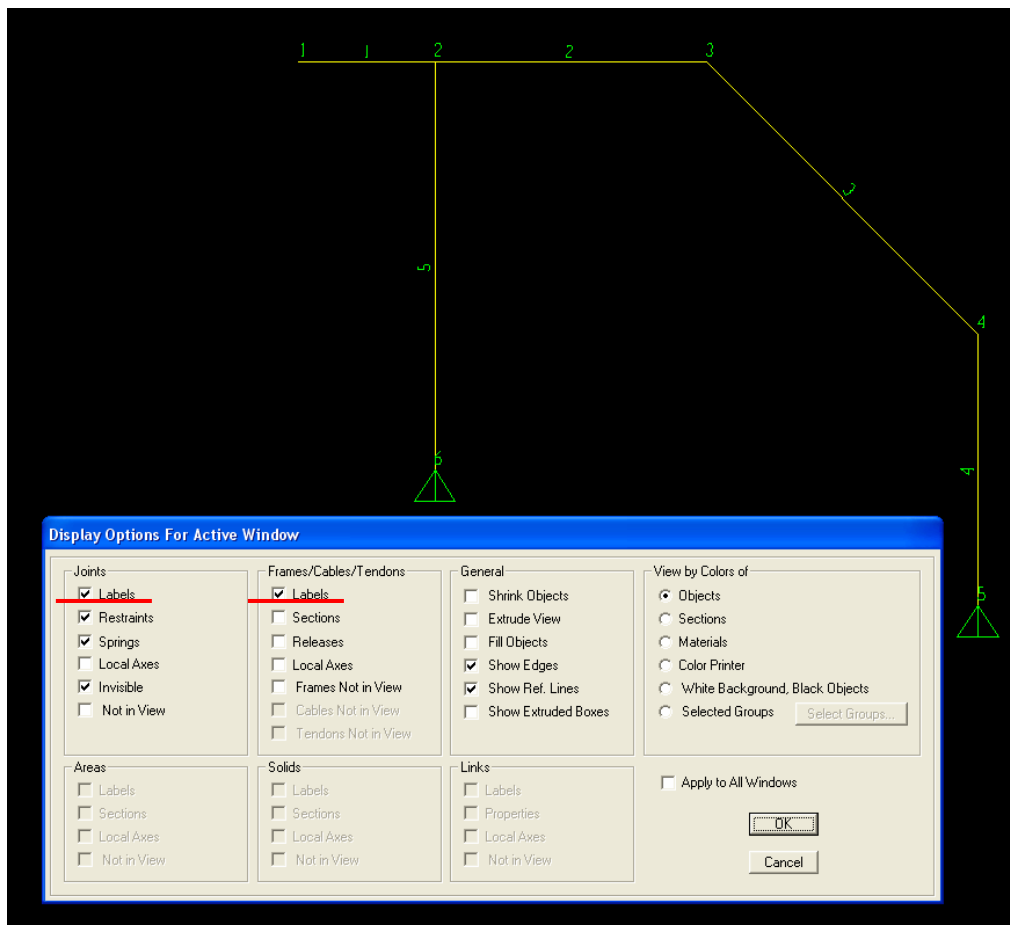 1 1 2 2 3
3
4
5
6
4
5
Display Options For Active Window
Joints
Labels
Restraints
Springs
Local Axes
Invisible
Not in View
Frames/Cables/Tendons
Labels
Sections
Releases
Local Axes
Frames Not in View
Cables Not in View
Tendons Not in View
General
Shrink Objects
Extrude View
Fill Objects
Show Edges
Show Ref. Lines
Show Extruded Boxes
View by Colors of
Objects
Sections
Materials
Color Printer
White Background, Black Objects
Selected Groups
Select Groups...
Areas
Labels
Sections
Local Axes
Not in View
Solids
Labels
Sections
Local Axes
Not in View
Links
Labels
Properties
Local Axes
Not in View
Apply to All Windows
OK
Cancel